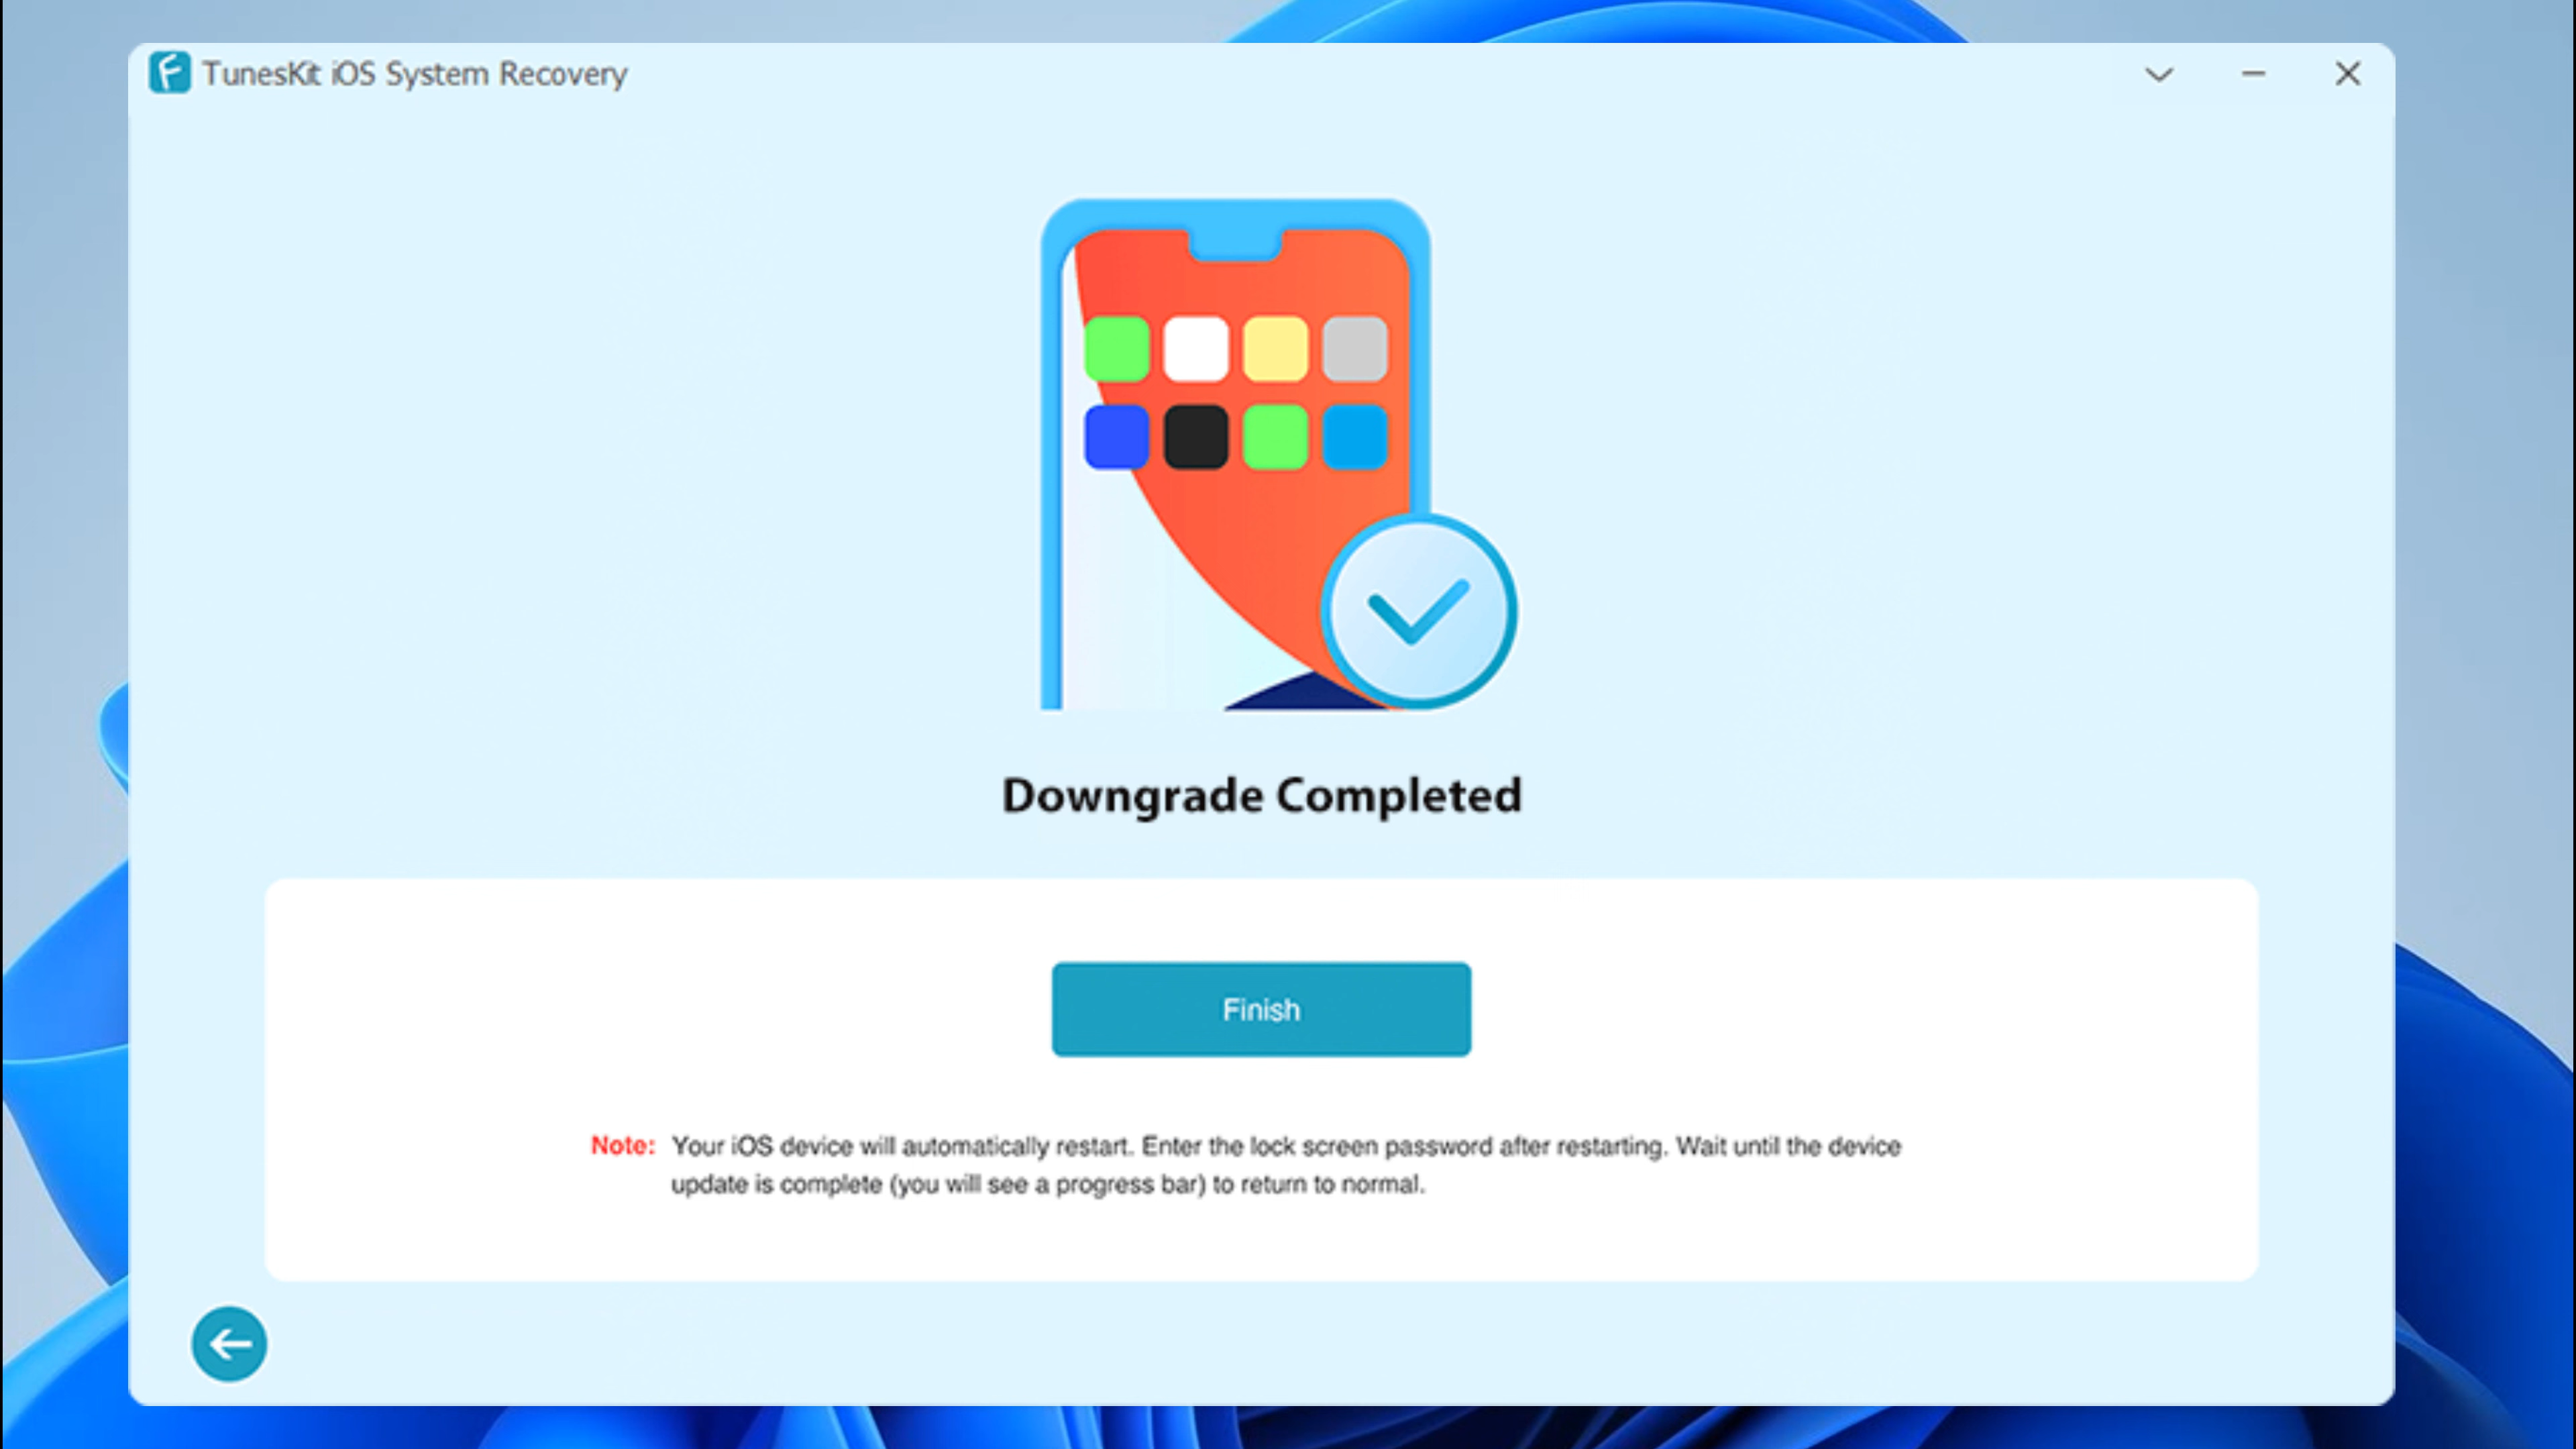 TunesKit iOS System Recovery
Downgrade Completed
Finish
Note: Your iOS device will automatically restart. Enter the lock screen password after restarting. Wait until the device
update is complete (you will see a progress bar) to return to normal.